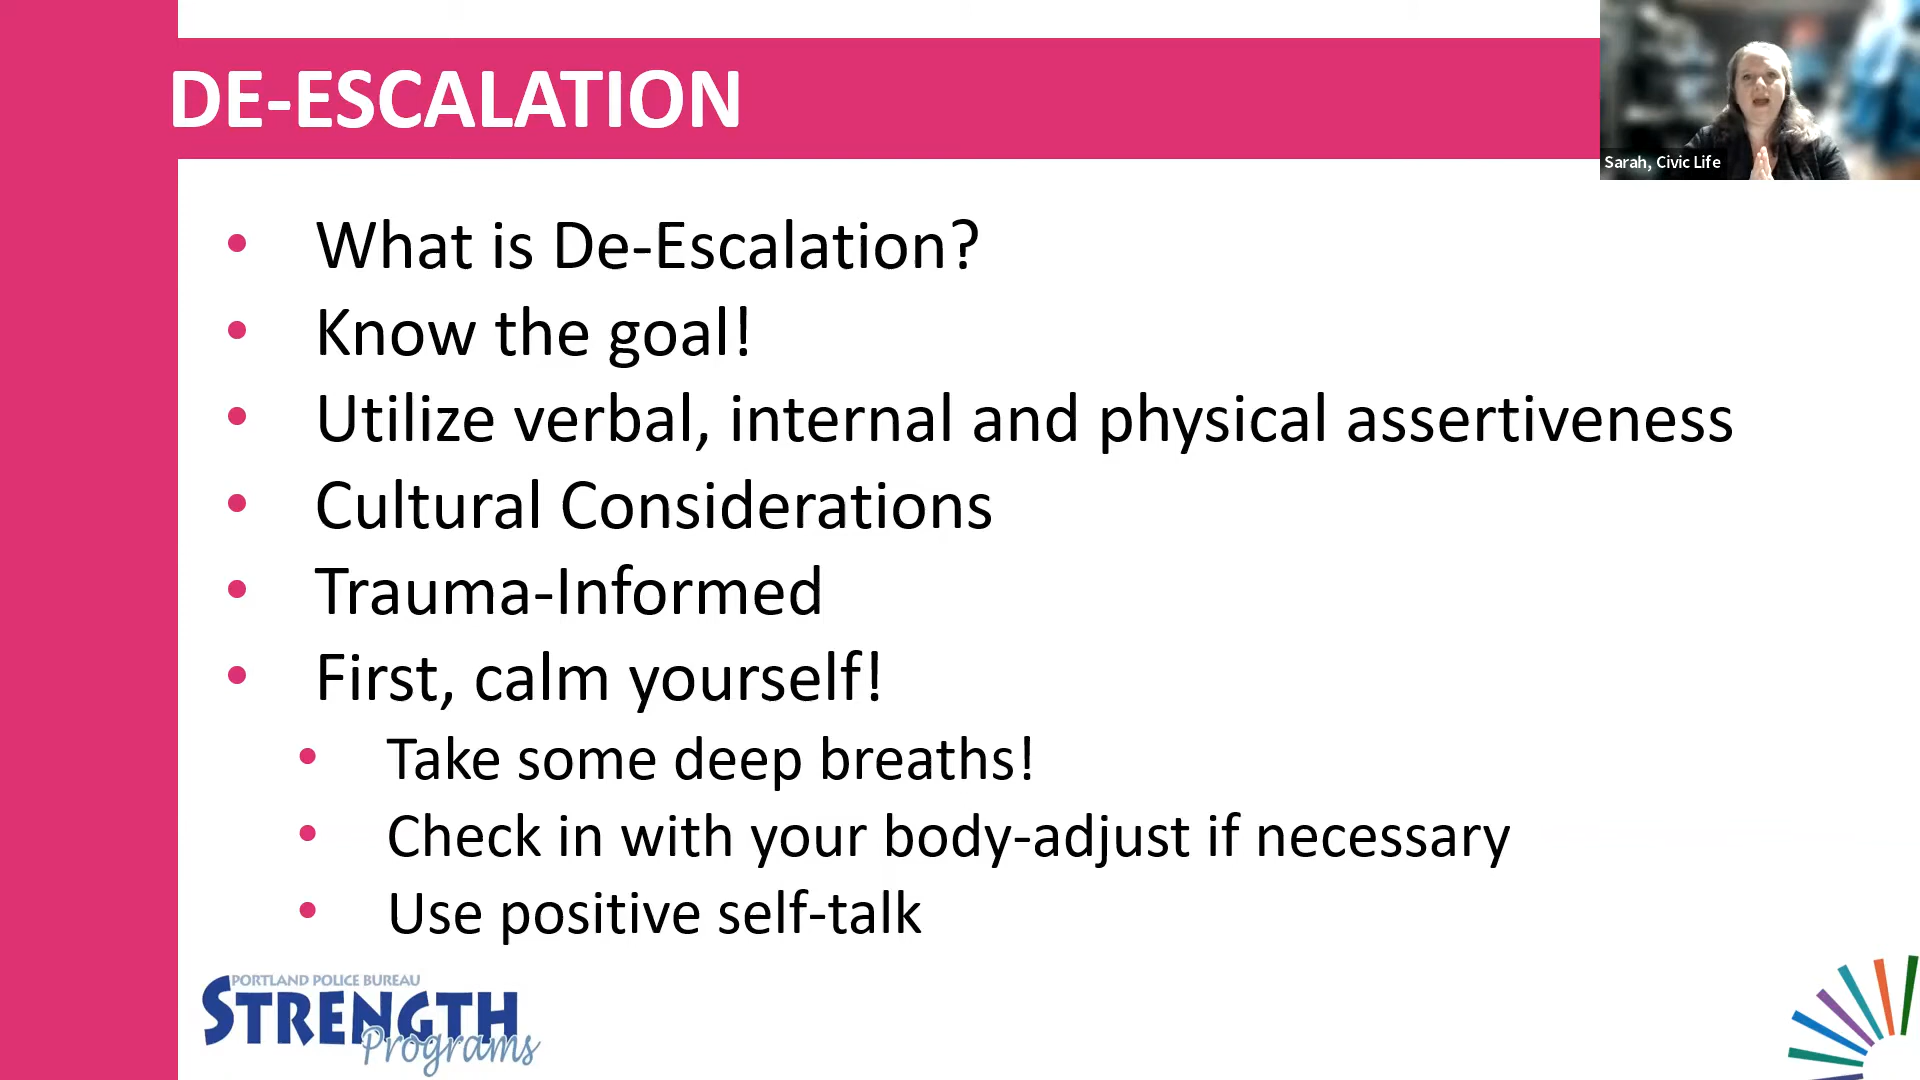 DE-ESCALATION
Sarah, Civic Life
What is De-Escalation?
Know the goal!
Utilize verbal, internal and physical assertiveness
Cultural Considerations
Trauma-Informed
First, calm yourself!
Take some deep breaths!
Check in with your body-adjust if necessary
Use positive self-talk
PORTLAND POLICE BUREAU
STRENGTH
Programs